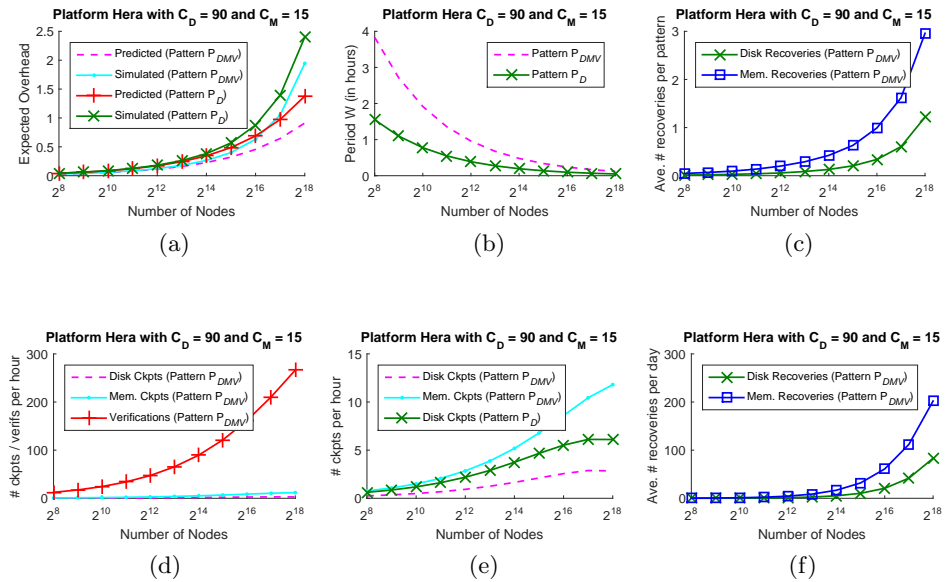 Platform Hera with C_D = 90 and C_M = 15
Expected Overhead
2.5
2
1.5
1
0.5
0
Predicted (Pattern P_DMV)
Simulated (Pattern P_DMV)
Predicted (Pattern P_D)
Simulated (Pattern P_D)
2^8 2^10 2^12 2^14 2^16 2^18
Number of Nodes
(a)
Platform Hera with C_D = 90 and C_M = 15
Period W (in hours)
4
3
2
1
0
Pattern P_DMV
Pattern P_D
2^8 2^10 2^12 2^14 2^16 2^18
Number of Nodes
(b)
Platform Hera with C_D = 90 and C_M = 15
Ave. # recoveries per pattern
3
2
1
0
Disk Recoveries (Pattern P_DMV)
Mem. Recoveries (Pattern P_DMV)
2^8 2^10 2^12 2^14 2^16 2^18
Number of Nodes
(c)
Platform Hera with C_D = 90 and C_M = 15
# ckpts / verifs per hour
300
200
100
0
Disk Ckpts (Pattern P_DMV)
Mem. Ckpts (Pattern P_DMV)
Verifications (Pattern P_DMV)
2^8 2^10 2^12 2^14 2^16 2^18
Number of Nodes
(d)
Platform Hera with C_D = 90 and C_M = 15
# ckpts per hour
15
10
5
0
Disk Ckpts (Pattern P_DMV)
Mem. Ckpts (Pattern P_DMV)
Disk Ckpts (Pattern P_D)
2^8 2^10 2^12 2^14 2^16 2^18
Number of Nodes
(e)
Platform Hera with C_D = 90 and C_M = 15
Ave. # recoveries per day
300
200
100
0
Disk Recoveries (Pattern P_DMV)
Mem. Recoveries (Pattern P_DMV)
2^8 2^10 2^12 2^14 2^16 2^18
Number of Nodes
(f)